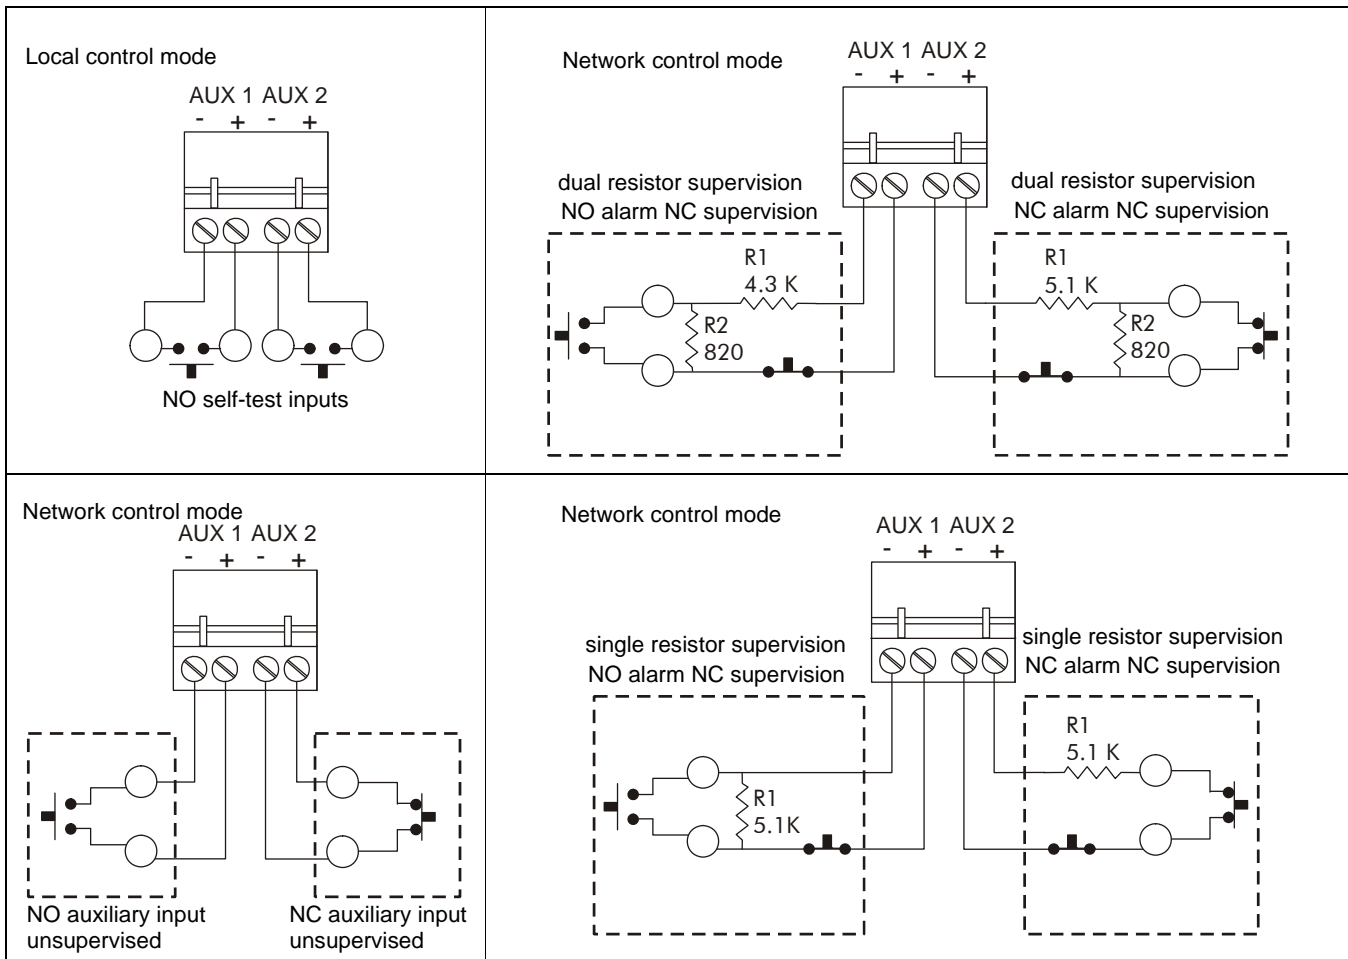 Local control mode
AUX 1 AUX 2
- + - +
NO self-test inputs
Network control mode
AUX 1 AUX 2
- + - +
dual resistor supervision
NO alarm NC supervision
dual resistor supervision
NC alarm NC supervision
R1
4.3 K
R2
820
R1
5.1 K
R2
820
Network control mode
AUX 1 AUX 2
- + - +
NO auxiliary input
unsupervised
NC auxiliary input
unsupervised
Network control mode
AUX 1 AUX 2
- + - +
single resistor supervision
NO alarm NC supervision
single resistor supervision
NC alarm NC supervision
R1
5.1K
R1
5.1 K